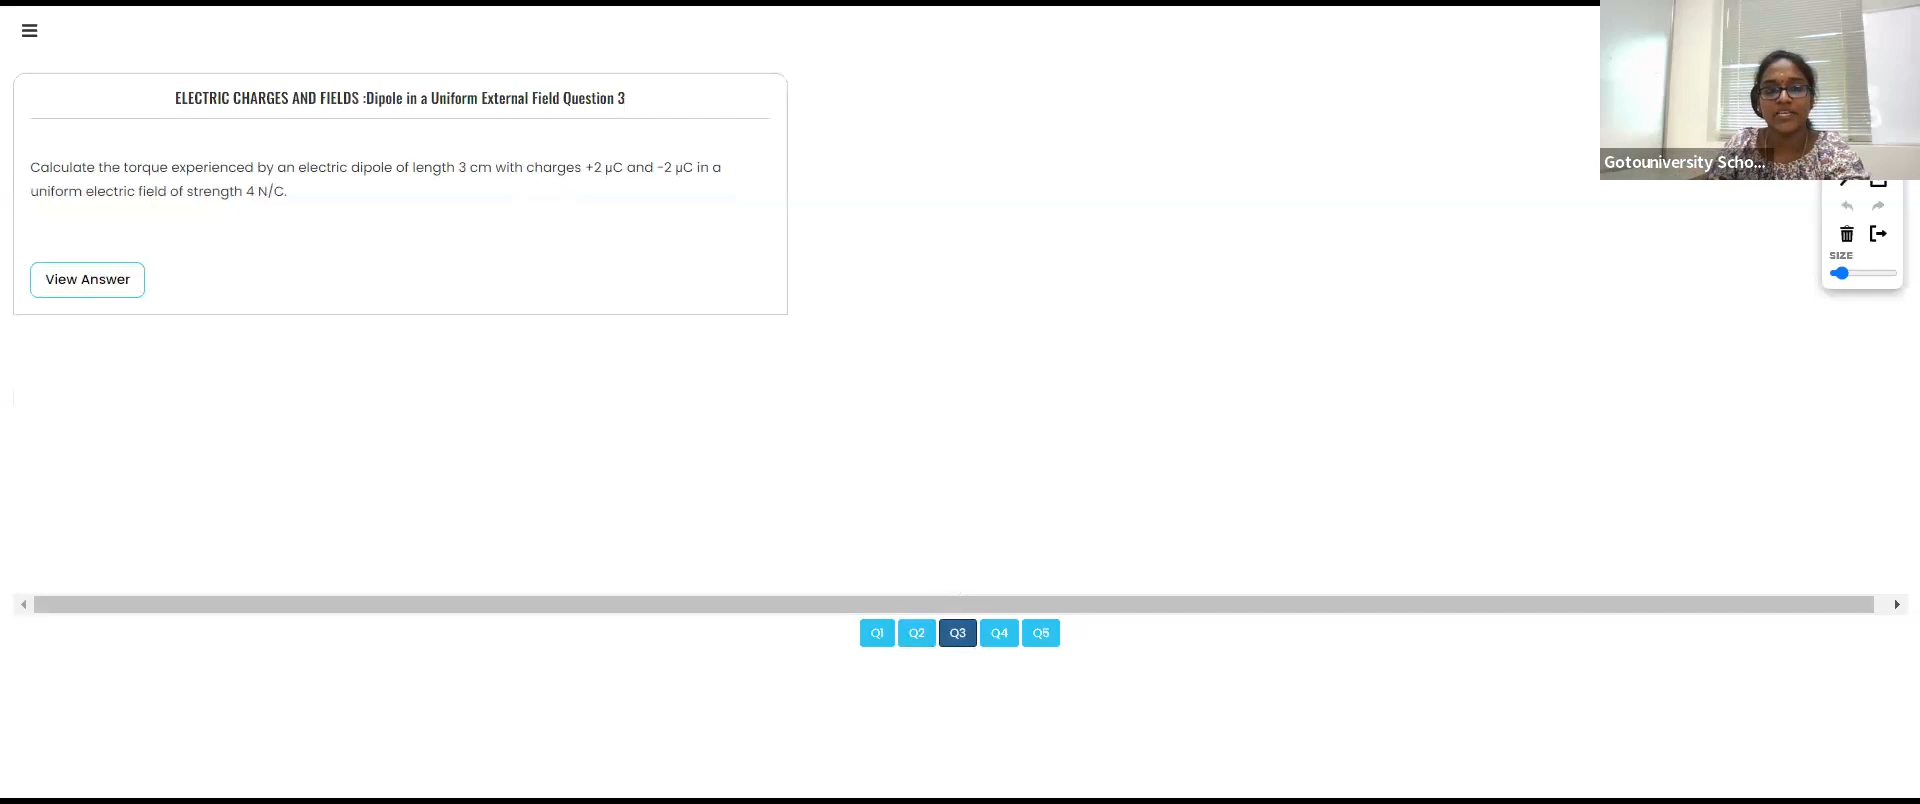 ELECTRIC CHARGES AND FIELDS :Dipole in a Uniform External Field Question 3
Calculate the torque experienced by an electric dipole of length 3 cm with charges +2 μC and -2 μC in a
uniform electric field of strength 4 N/C.
View Answer
Gotouniversity Scho...
SIZE
Q1 Q2 Q3 Q4 Q5